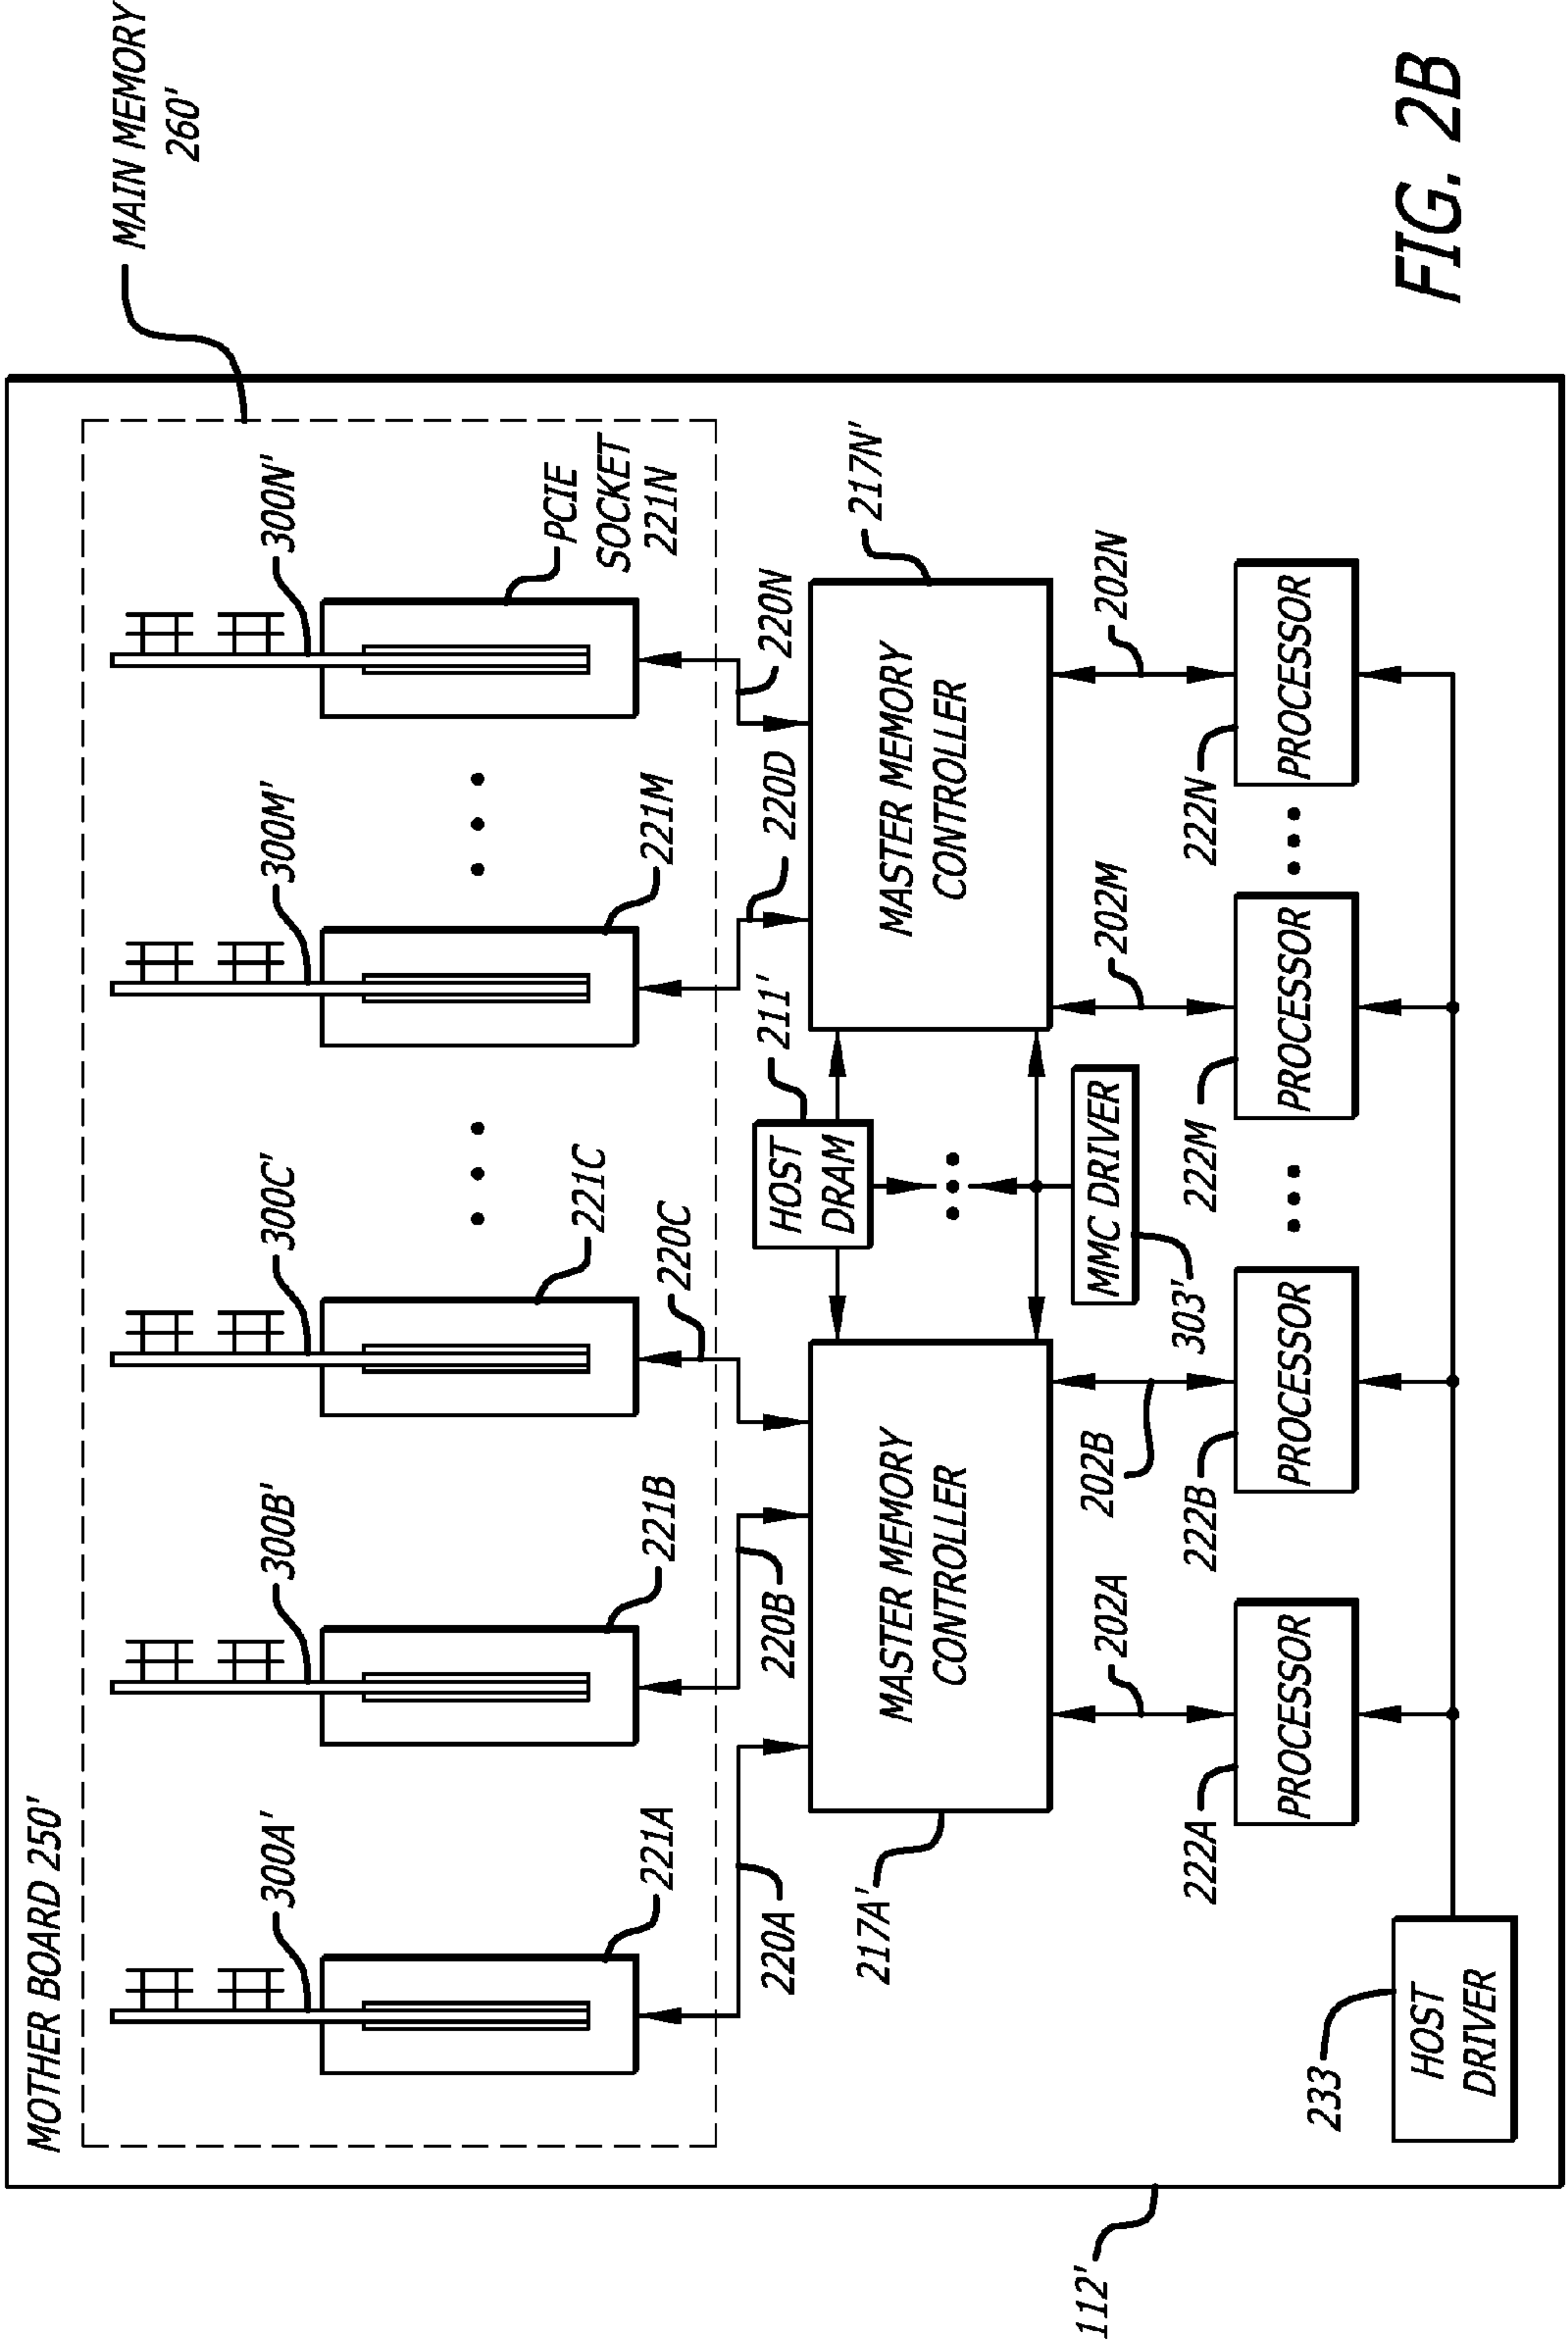 MOTHER BOARD 250'
MAIN MEMORY
260'
300A'
300B'
300C'
300M'
300N'
221A
221B
221C
221M
PCIE
SOCKET
221N
220A
220B
220C
220D
220N
211'
HOST
DRAM
217A'
217N'
MASTER MEMORY
CONTROLLER
MASTER MEMORY
CONTROLLER
MMC DRIVER
303'
202A
202B
202M
202N
222A
222B
222M
222N
PROCESSOR
PROCESSOR
PROCESSOR
PROCESSOR
233
HOST
DRIVER
112'
FIG. 2B